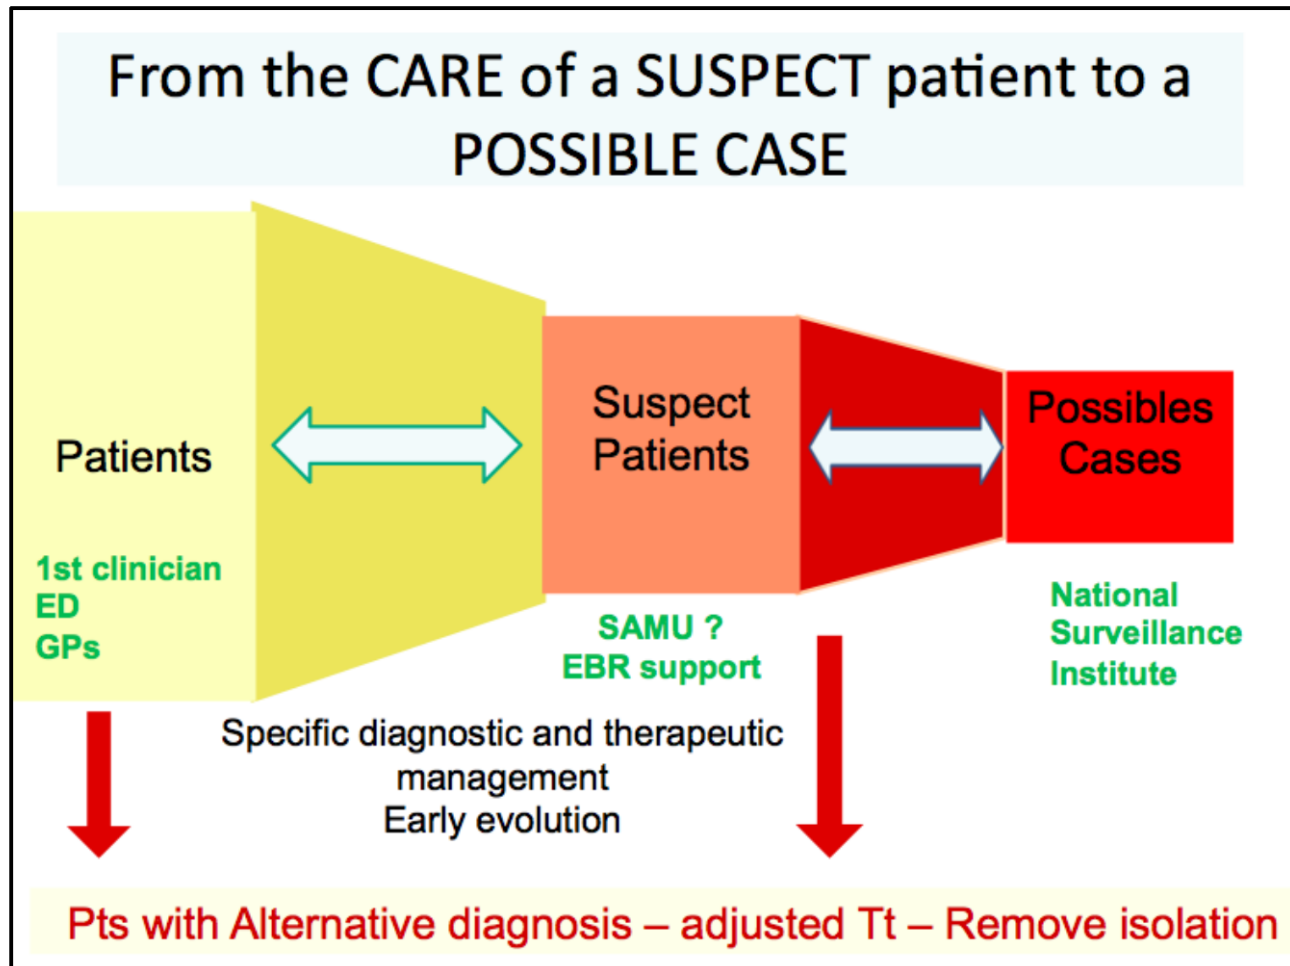 From the CARE of a SUSPECT patient to a
POSSIBLE CASE
Patients
1st clinician
ED
GPs
Suspect
Patients
SAMU ?
EBR support
Possibles
Cases
National
Surveillance
Institute
Specific diagnostic and therapeutic
management
Early evolution
Pts with Alternative diagnosis – adjusted Tt – Remove isolation